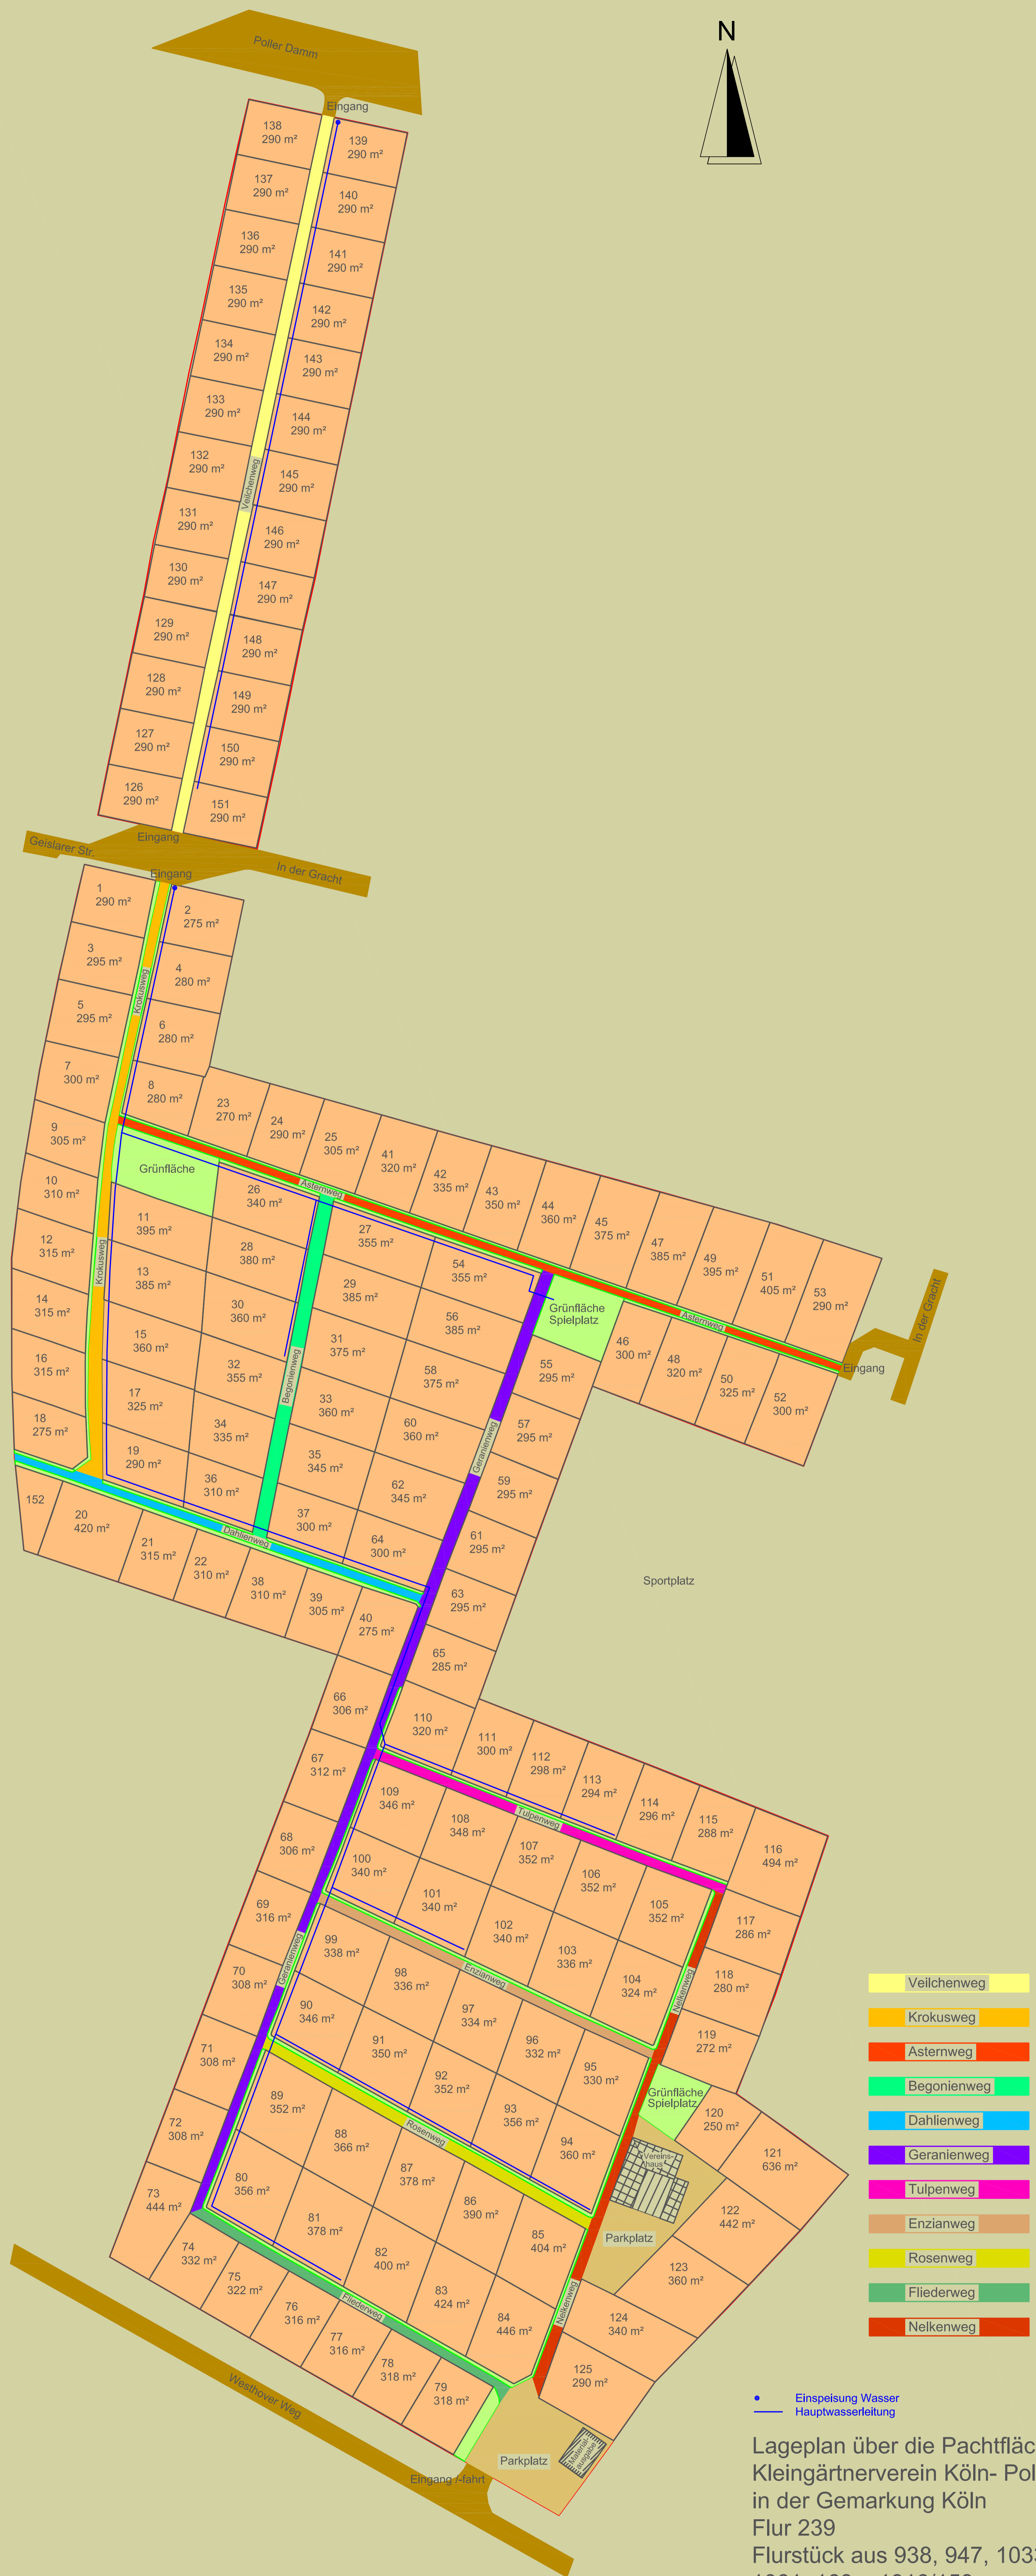 Poller Damm
N
Eingang
138
290 m²
139
290 m²
137
290 m²
140
290 m²
136
290 m²
141
290 m²
135
290 m²
142
290 m²
134
290 m²
143
290 m²
133
290 m²
144
290 m²
132
290 m²
145
290 m²
Veilchenweg
131
290 m²
146
290 m²
130
290 m²
147
290 m²
129
290 m²
148
290 m²
128
290 m²
149
290 m²
127
290 m²
150
290 m²
126
290 m²
151
290 m²
Eingang
Geislarer Str.
In der Gracht
Eingang
1
290 m²
2
275 m²
3
295 m²
4
280 m²
Krokusweg
5
295 m²
6
280 m²
7
300 m²
8
280 m²
9
305 m²
23
270 m²
24
290 m²
25
305 m²
41
320 m²
42
335 m²
43
350 m²
44
360 m²
45
375 m²
47
385 m²
49
395 m²
51
405 m²
53
290 m²
Grünfläche
Asternweg
10
310 m²
11
395 m²
26
340 m²
27
355 m²
12
315 m²
13
385 m²
28
380 m²
54
355 m²
Krokusweg
29
385 m²
14
315 m²
15
360 m²
30
360 m²
56
385 m²
Grünfläche
Spielplatz
Asternweg
In der Gracht
Eingang
46
300 m²
48
320 m²
50
325 m²
52
300 m²
16
315 m²
17
325 m²
32
355 m²
31
375 m²
Begonienweg
58
375 m²
55
295 m²
18
275 m²
19
290 m²
34
335 m²
33
360 m²
60
360 m²
57
295 m²
Geranienweg
36
310 m²
35
345 m²
62
345 m²
59
295 m²
152
20
420 m²
37
300 m²
64
300 m²
61
295 m²
Dahlienweg
21
315 m²
22
310 m²
38
310 m²
39
305 m²
40
275 m²
63
295 m²
Sportplatz
65
285 m²
66
306 m²
110
320 m²
111
300 m²
112
298 m²
113
294 m²
114
296 m²
115
288 m²
116
494 m²
67
312 m²
109
346 m²
108
348 m²
Tulpenweg
107
352 m²
106
352 m²
105
352 m²
68
306 m²
100
340 m²
101
340 m²
102
340 m²
103
336 m²
104
324 m²
117
286 m²
69
316 m²
Geranienweg
99
338 m²
98
336 m²
Enzianweg
97
334 m²
96
332 m²
95
330 m²
Nelkenweg
118
280 m²
119
272 m²
70
308 m²
90
346 m²
91
350 m²
92
352 m²
93
356 m²
94
360 m²
Grünfläche
Spielplatz
120
250 m²
71
308 m²
89
352 m²
88
366 m²
Rosenweg
87
378 m²
86
390 m²
85
404 m²
Vereins-
haus
121
636 m²
72
308 m²
80
356 m²
81
378 m²
82
400 m²
83
424 m²
84
446 m²
Parkplatz
122
442 m²
73
444 m²
123
360 m²
74
332 m²
75
322 m²
76
316 m²
77
316 m²
78
318 m²
79
318 m²
Fliederweg
Nelkenweg
124
340 m²
125
290 m²
Westhover Weg
Eingang /-fahrt
Parkplatz
Material-
ausgabe
Veilchenweg
Krokusweg
Asternweg
Begonienweg
Dahlienweg
Geranienweg
Tulpenweg
Enzianweg
Rosenweg
Fliederweg
Nelkenweg
Einspeisung Wasser
Hauptwasserleitung
Lageplan über die Pachtfläc
Kleingärtnerverein Köln- Pol
in der Gemarkung Köln
Flur 239
Flurstück aus 938, 947, 103